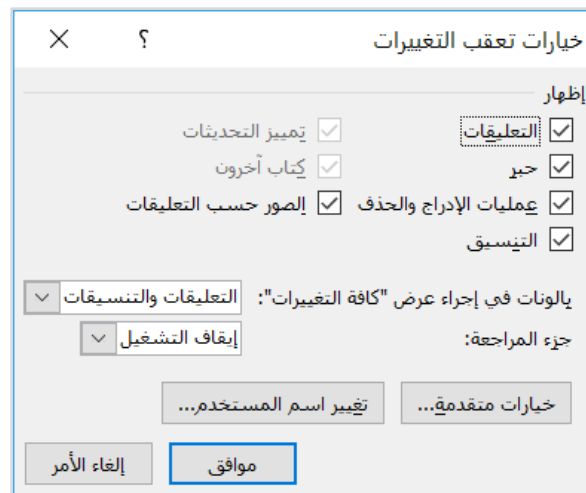 خيارات تعقب التغييرات ؟
إظهار
التعليقات تمييز التحديثات
حبر كتاب آخرون
عمليات الإدراج والحذف الصور حسب التعليقات
التنسيق
بالونات في إجراء عرض "كافة التغييرات": التعليقات والتنسيقات
جزء المراجعة: إيقاف التشغيل
خيارات متقدمة... تغيير اسم المستخدم...
موافق إلغاء الأمر